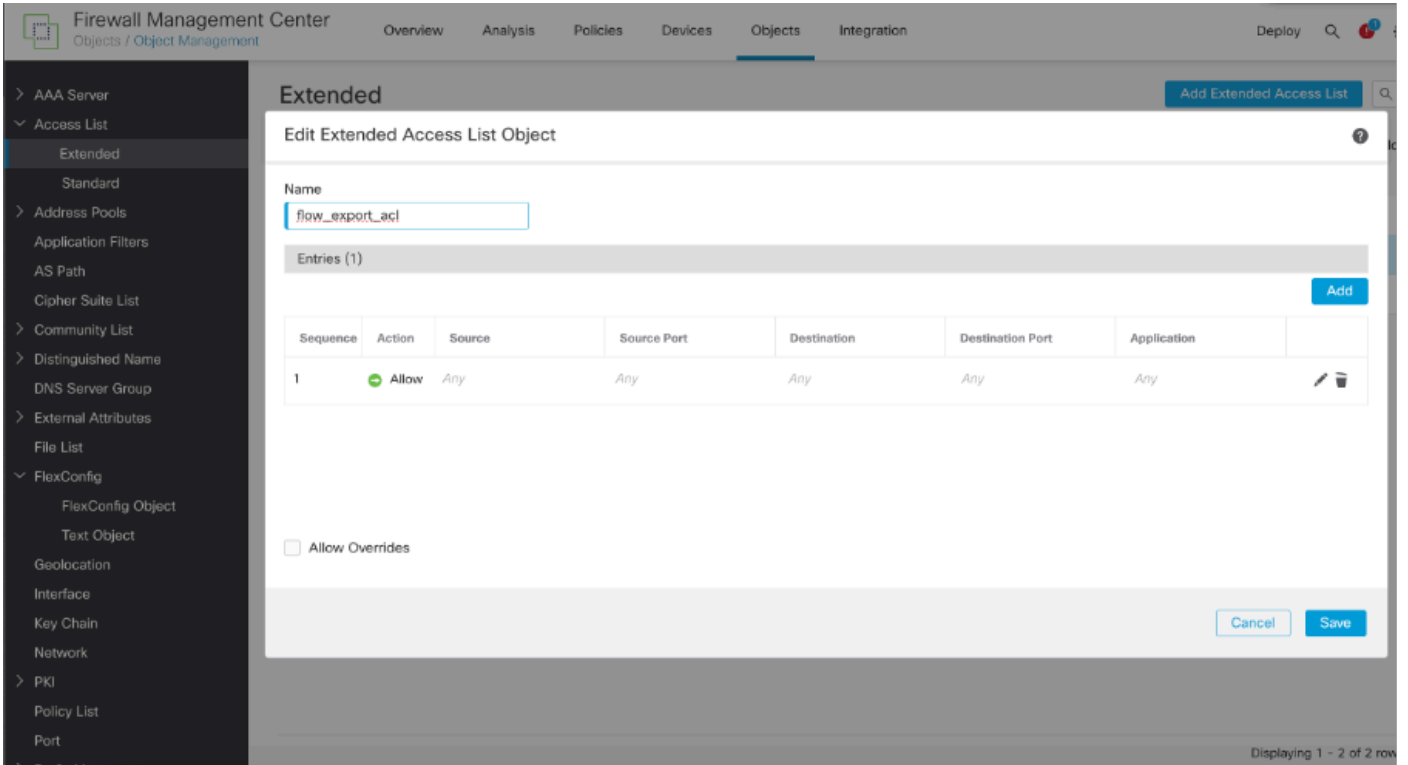 Firewall Management Center
Objects / Object Management
Overview Analysis Policies Devices Objects Integration Deploy
AAA Server
Access List
Extended
Standard
Address Pools
Application Filters
AS Path
Cipher Suite List
Community List
Distinguished Name
DNS Server Group
External Attributes
File List
FlexConfig
FlexConfig Object
Text Object
Geolocation
Interface
Key Chain
Network
PKI
Policy List
Port
Extended
Add Extended Access List
Edit Extended Access List Object
Name
flow_export_acl
Entries (1)
Add
Sequence Action Source Source Port Destination Destination Port Application
1 Allow Any Any Any Any Any
Allow Overrides
Cancel Save
Displaying 1 - 2 of 2 row